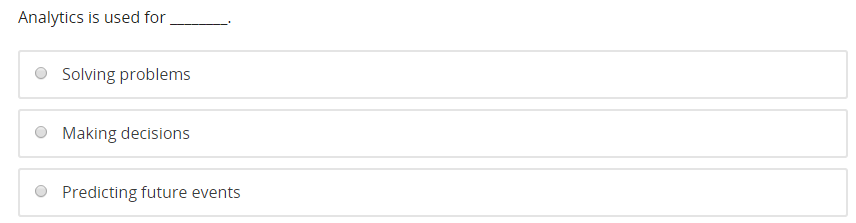 Analytics is used for ________.
Solving problems
Making decisions
Predicting future events